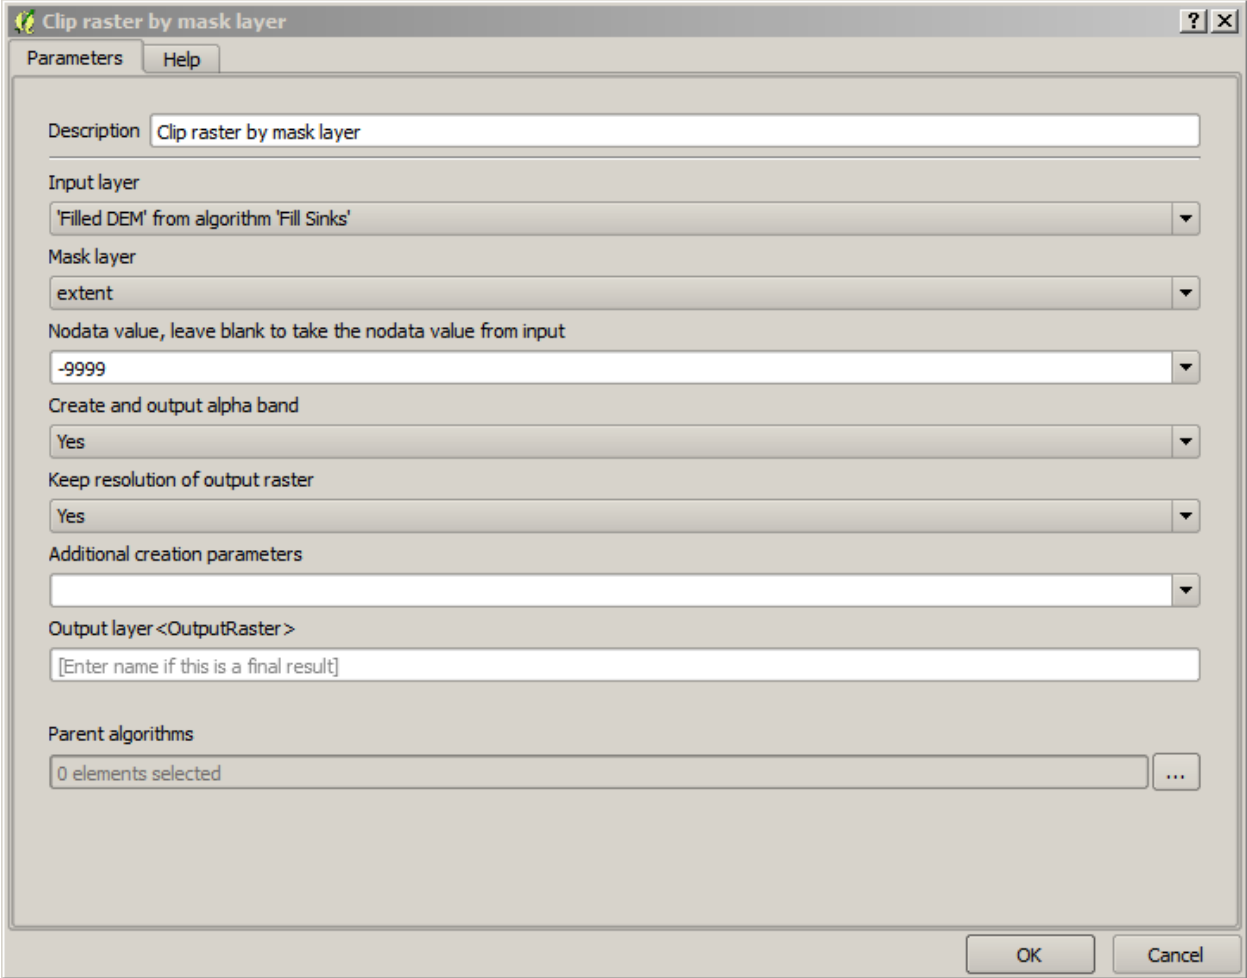 Clip raster by mask layer
Parameters Help
Description Clip raster by mask layer
Input layer
'Filled DEM' from algorithm 'Fill Sinks'
Mask layer
extent
Nodata value, leave blank to take the nodata value from input
-9999
Create and output alpha band
Yes
Keep resolution of output raster
Yes
Additional creation parameters
Output layer<OutputRaster>
[Enter name if this is a final result]
Parent algorithms
0 elements selected
...
OK Cancel